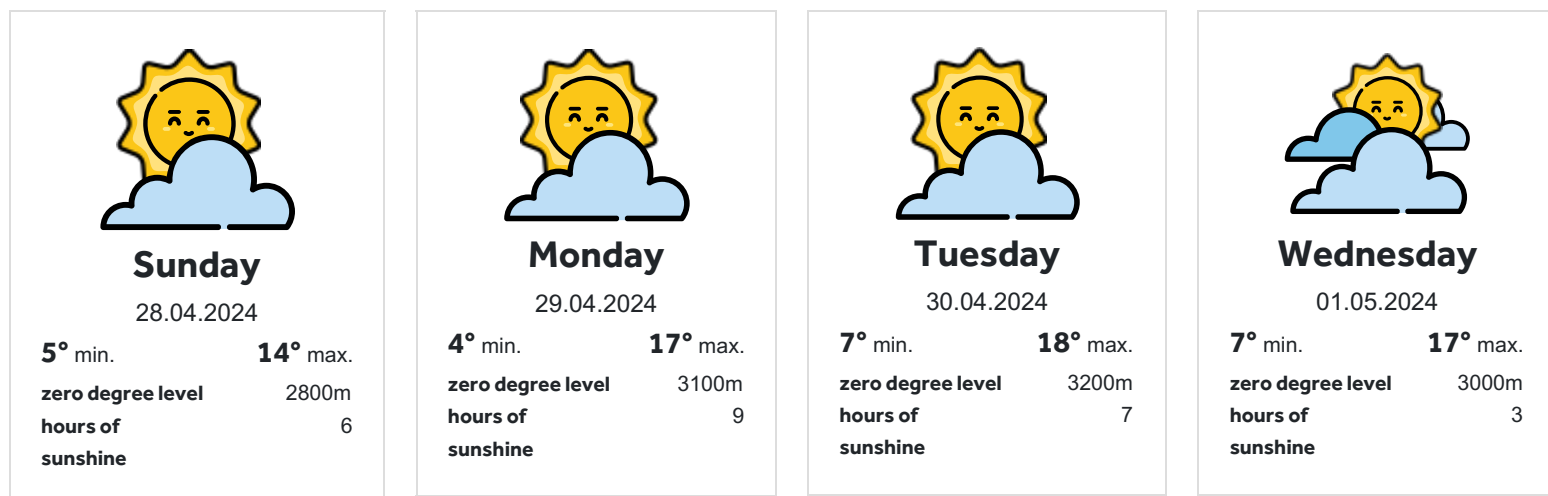 Sunday
28.04.2024
5° min. 14° max.
zero degree level 2800m
hours of 6
sunshine
Monday
29.04.2024
4° min. 17° max.
zero degree level 3100m
hours of 9
sunshine
Tuesday
30.04.2024
7° min. 18° max.
zero degree level 3200m
hours of 7
sunshine
Wednesday
01.05.2024
7° min. 17° max.
zero degree level 3000m
hours of 3
sunshine